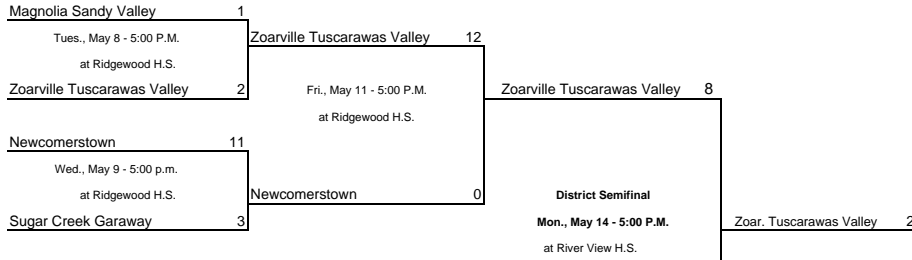 Magnolia Sandy Valley 1
Tues., May 8 - 5:00 P.M.
at Ridgewood H.S.
Zoarville Tuscarawas Valley 2
Zoarville Tuscarawas Valley 12
Fri., May 11 - 5:00 P.M.
at Ridgewood H.S.
Newcomerstown 11
Wed., May 9 - 5:00 p.m.
at Ridgewood H.S.
Sugar Creek Garaway 3
Newcomerstown 0
Zoarville Tuscarawas Valley 8
District Semifinal
Mon., May 14 - 5:00 P.M.
at River View H.S.
Zoar. Tuscarawas Valley 2